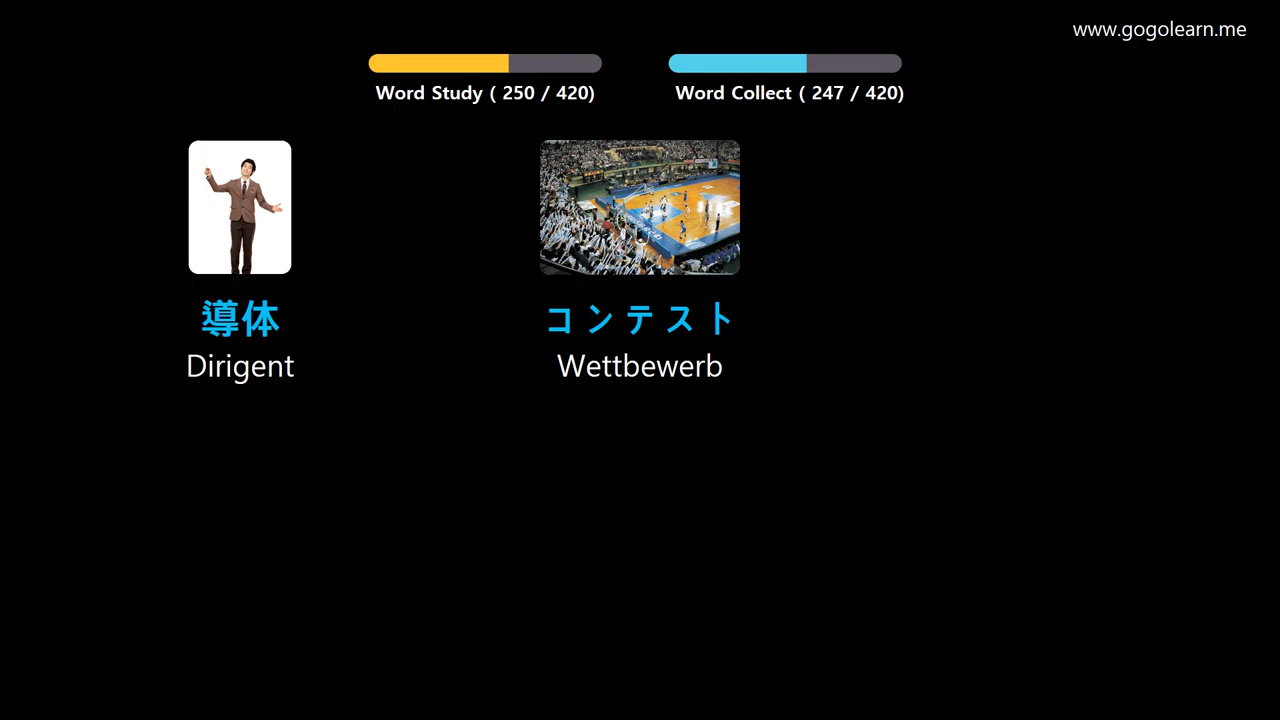 www.gogolearn.me
Word Study ( 250 / 420)
Word Collect ( 247 / 420)
導体
Dirigent
コンテスト
Wettbewerb